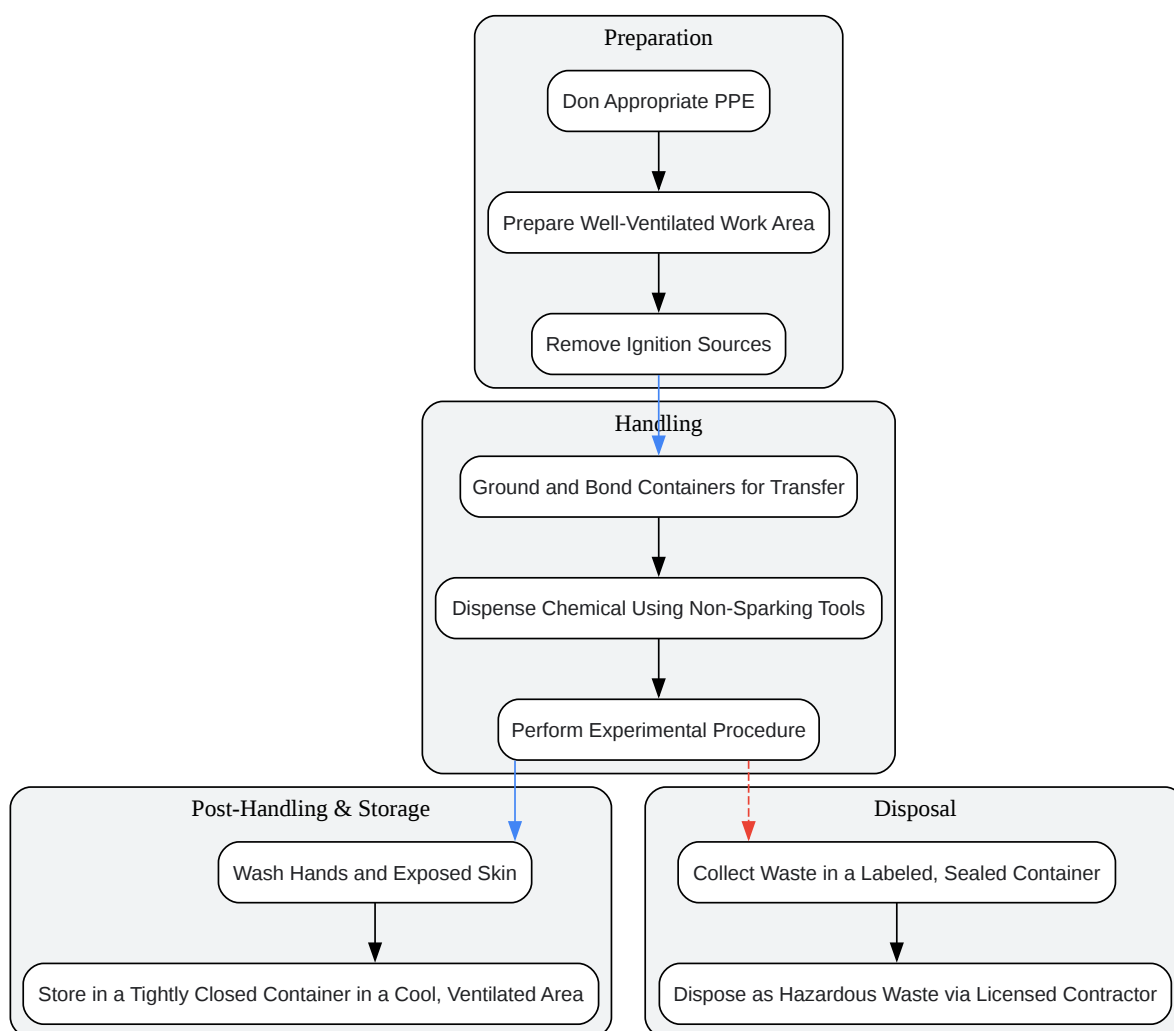 Preparation
Don Appropriate PPE
Prepare Well-Ventilated Work Area
Remove Ignition Sources
Handling
Ground and Bond Containers for Transfer
Dispense Chemical Using Non-Sparking Tools
Perform Experimental Procedure
Post-Handling & Storage
Wash Hands and Exposed Skin
Store in a Tightly Closed Container in a Cool, Ventilated Area
Disposal
Collect Waste in a Labeled, Sealed Container
Dispose as Hazardous Waste via Licensed Contractor